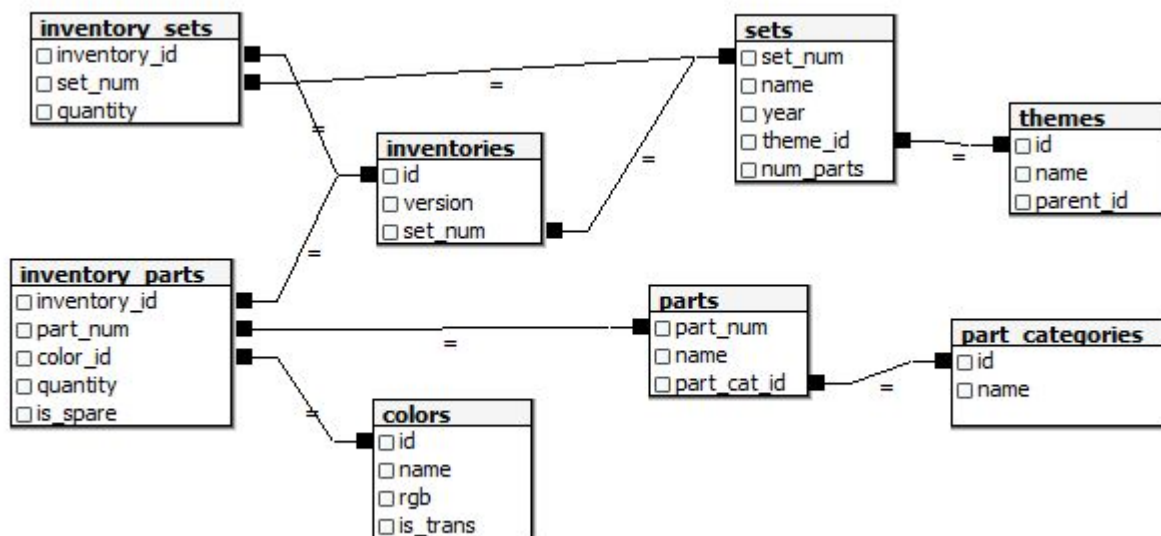 inventory_sets
inventory_id
set_num
quantity
sets
set_num
name
year
theme_id
num_parts
themes
id
name
parent_id
inventories
id
version
set_num
inventory_parts
inventory_id
part_num
color_id
quantity
is_spare
parts
part_num
name
part_cat_id
part_categories
id
name
colors
id
name
rgb
is_trans
=
=
=
=
=
=
=
=